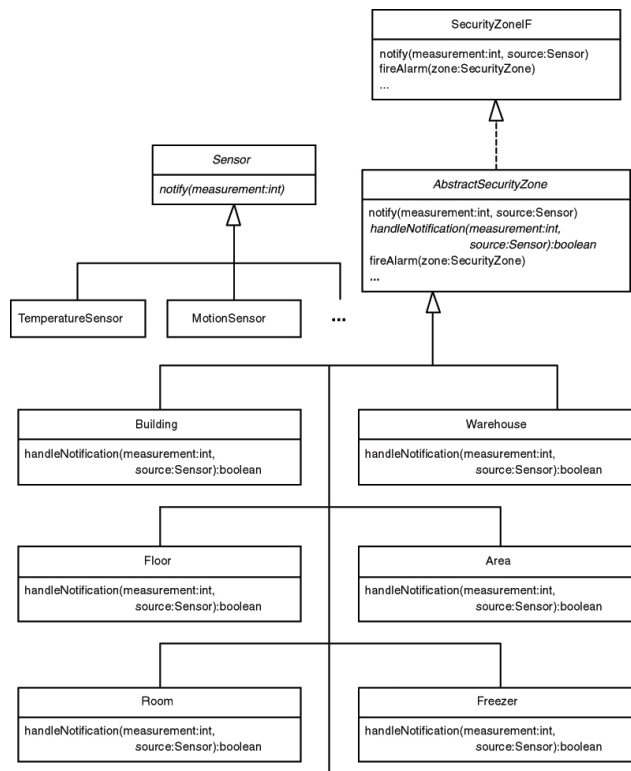 SecurityZoneIF
notify(measurement:int, source:Sensor)
fireAlarm(zone:SecurityZone)
...
Sensor
notify(measurement:int)
AbstractSecurityZone
notify(measurement:int, source:Sensor)
handleNotification(measurement:int,
source:Sensor):boolean
fireAlarm(zone:SecurityZone)
...
TemperatureSensor
MotionSensor
...
Building
handleNotification(measurement:int,
source:Sensor):boolean
Warehouse
handleNotification(measurement:int,
source:Sensor):boolean
Floor
handleNotification(measurement:int,
source:Sensor):boolean
Area
handleNotification(measurement:int,
source:Sensor):boolean
Room
handleNotification(measurement:int,
source:Sensor):boolean
Freezer
handleNotification(measurement:int,
source:Sensor):boolean